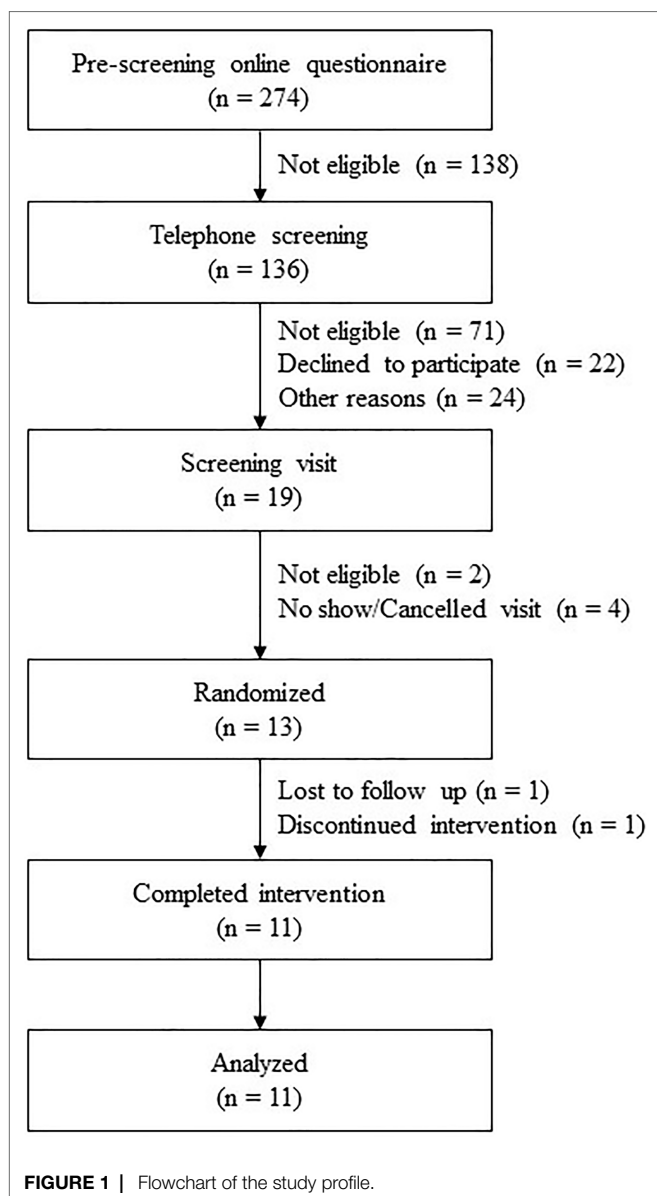 Pre-screening online questionnaire
(n = 274)
Not eligible (n = 138)
Telephone screening
(n = 136)
Not eligible (n = 71)
Declined to participate (n = 22)
Other reasons (n = 24)
Screening visit
(n = 19)
Not eligible (n = 2)
No show/Cancelled visit (n = 4)
Randomized
(n = 13)
Lost to follow up (n = 1)
Discontinued intervention (n = 1)
Completed intervention
(n = 11)
Analyzed
(n = 11)
FIGURE 1 | Flowchart of the study profile.